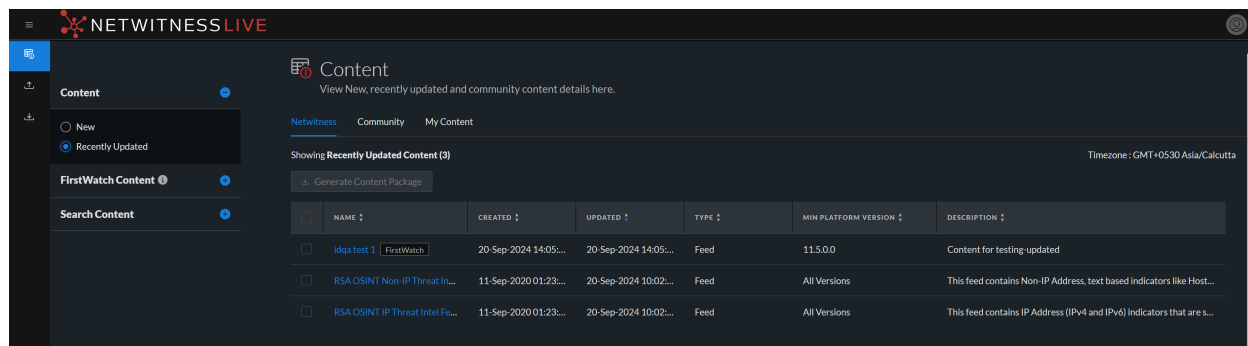 NETWITNESSLIVE
Content
View New, recently updated and community content details here.
Content
New
Recently Updated
FirstWatch Content
Search Content
Netwitness Community My Content
Showing Recently Updated Content (3) Timezone : GMT+0530 Asia/Calcutta
Generate Content Package
NAME CREATED UPDATED TYPE MIN PLATFORM VERSION DESCRIPTION
idqa test 1 FirstWatch 20-Sep-2024 14:05:... 20-Sep-2024 14:05:... Feed 11.5.0.0 Content for testing-updated
RSA OSINT Non-IP Threat In... 11-Sep-2020 01:23:... 20-Sep-2024 10:02:... Feed All Versions This feed contains Non-IP Address, text based indicators like Host...
RSA OSINT IP Threat Intel Fe... 11-Sep-2020 01:23:... 20-Sep-2024 10:02:... Feed All Versions This feed contains IP Address (IPv4 and IPv6) indicators that are s...